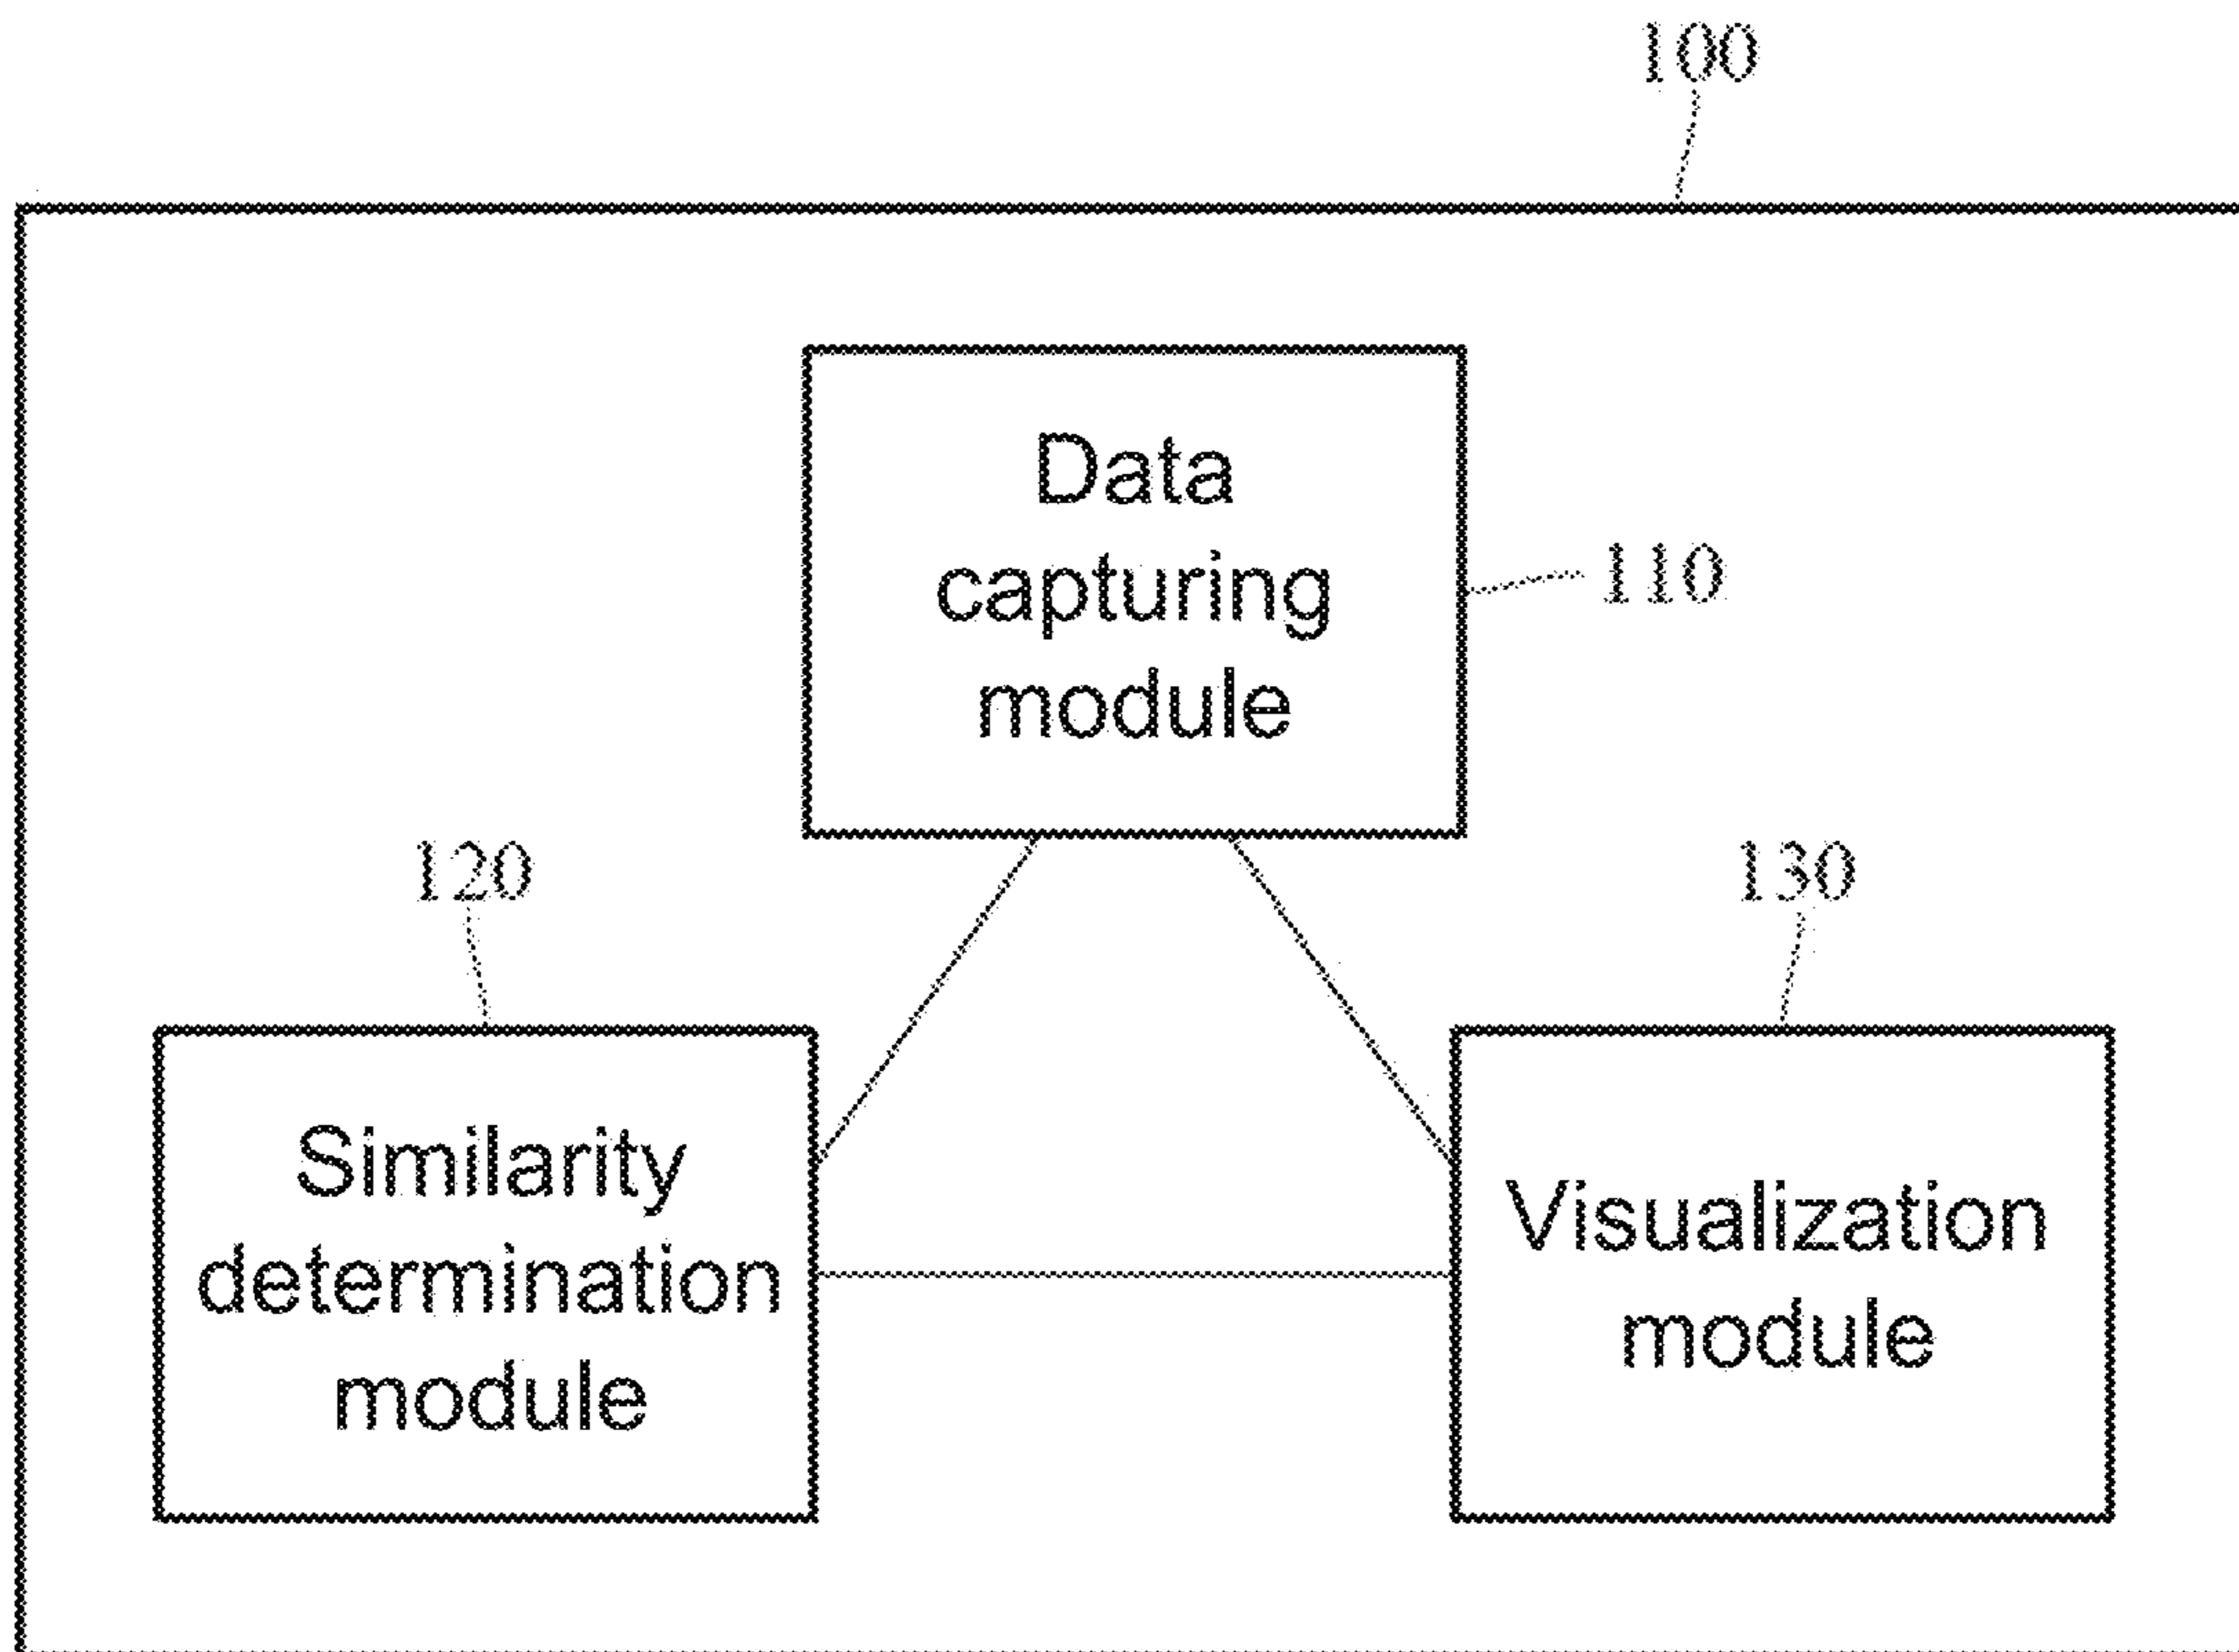 100
Data
capturing
module
110
120
130
Similarity
determination
module
Visualization
module